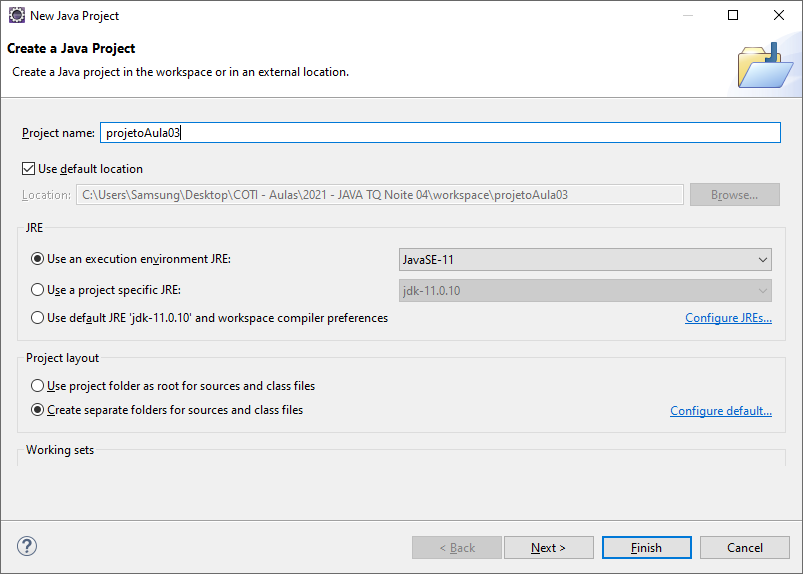 New Java Project
Create a Java Project
Create a Java project in the workspace or in an external location.
Project name: projetoAula03
Use default location
Location: C:\Users\Samsung\Desktop\COTI - Aulas\2021 - JAVA TQ Noite 04\workspace\projetoAula03 Browse...
JRE
Use an execution environment JRE: JavaSE-11
Use a project specific JRE: jdk-11.0.10
Use default JRE 'jdk-11.0.10' and workspace compiler preferences Configure JREs...
Project layout
Use project folder as root for sources and class files
Create separate folders for sources and class files Configure default...
Working sets
? < Back Next > Finish Cancel